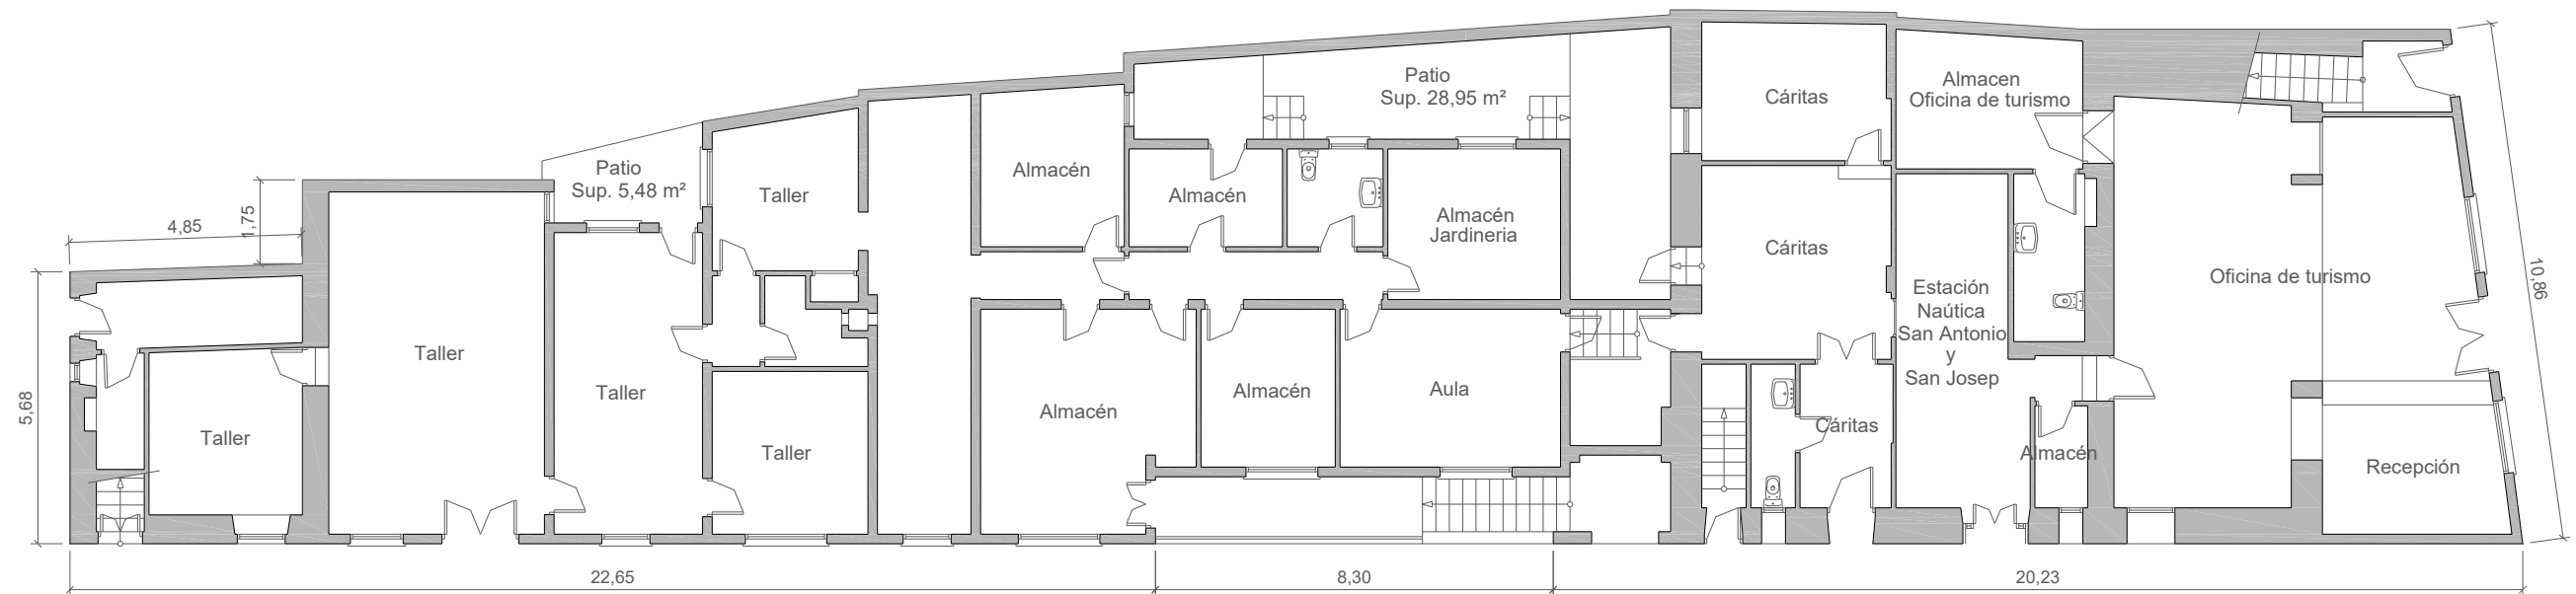 Patio
Sup. 28,95 m²
Cáritas
Almacen
Oficina de turismo
Patio
Sup. 5,48 m²
Taller
Almacén
Almacén
Almacén
Jardineria
Cáritas
4,85
1,75
Oficina de turismo
10,86
Estación
Naútica
San Antonio
y
San Josep
Taller
Taller
Almacén
Almacén
Aula
Cáritas
5,68
Taller
Taller
Almacén
Recepción
22,65
8,30
20,23